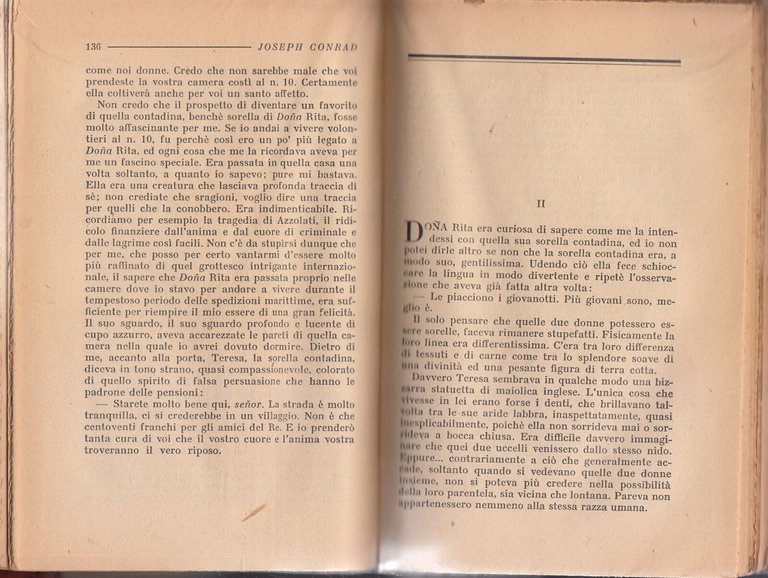 136 JOSEPH CONRAD
come noi donne. Credo che non sarebbe male che voi
prendeste la vostra camera costì al n. 10. Certamente
ella coltiverà anche per voi un santo affetto.
Non credo che il prospetto di diventare un favorito
di quella contadina, benchè sorella di Doña Rita, fosse
molto affascinante per me. Se io andai a vivere volon-
tieri al n. 10, fu perchè così ero un po' più legato a
Doña Rita, ed ogni cosa che me la ricordava aveva per
me un fascino speciale. Era passata in quella casa una
volta soltanto, a quanto io sapevo; pure mi bastava.
Ella era una creatura che lasciava profonda traccia di
sè; non crediate che sragioni, voglio dire una traccia
per quelli che la conobbero. Era indimenticabile. Ri-
cordiamo per esempio la tragedia di Azzolati, il ridi-
colo finanziere dall'anima e dal cuore di criminale e
dalle lagrime così facili. Non c'è da stupirsi dunque che
per me, che posso per certo vantarmi d'essere molto
più raffinato di quel grottesco intrigante internazio-
nale, il sapere che Doña Rita era passata proprio nelle
camere dove io stavo per andare a vivere durante il
tempestoso periodo delle spedizioni marittime, era suf-
ficiente per riempire il mio essere di una gran felicità.
Il suo sguardo, il suo sguardo profondo e lucente di
cupo azzurro, aveva accarezzate le pareti di quella ca-
mera nella quale io avrei dovuto dormire. Dietro di
me, accanto alla porta, Teresa, la sorella contadina,
diceva in tono strano, quasi compassionevole, colorato
di quello spirito di falsa persuasione che hanno le
padrone delle pensioni:
— Starete molto bene qui, señor. La strada è molto
tranquilla, ci si crederebbe in un villaggio. Non è che
centoventi franchi per gli amici del Re. E io prenderò
tanta cura di voi che il vostro cuore e l'anima vostra
troveranno il vero riposo.
II
DOÑA Rita era curiosa di sapere come me la inten-
dessi con quella sua sorella contadina, ed io non
potei dirle altro se non che la sorella contadina era, a
modo suo, gentilissima. Udendo ciò ella fece schioc-
care la lingua in modo divertente e ripetè l'osserva-
zione che aveva già fatta altra volta:
— Le piacciono i giovanotti. Più giovani sono, me-
glio è.
Il solo pensare che quelle due donne potessero es-
sere sorelle, faceva rimanere stupefatti. Fisicamente la
loro linea era differentissima. C'era tra loro differenza
di tessuti e di carne come tra lo splendore soave di
una divinità ed una pesante figura di terra cotta.
Davvero Teresa sembrava in qualche modo una biz-
zarra statuetta di maiolica inglese. L'unica cosa che
vivesse in lei erano forse i denti, che brillavano tal-
volta tra le sue aride labbra, inaspettatamente, quasi
inesplicabilmente, poichè ella non sorrideva mai o sor-
rideva a bocca chiusa. Era difficile davvero immagi-
nare che quei due uccelli venissero dallo stesso nido.
Eppure... contrariamente a ciò che generalmente ac-
cade, soltanto quando si vedevano quelle due donne
insieme, non si poteva più credere nella possibilità
della loro parentela, sia vicina che lontana. Pareva non
appartenessero nemmeno alla stessa razza umana.